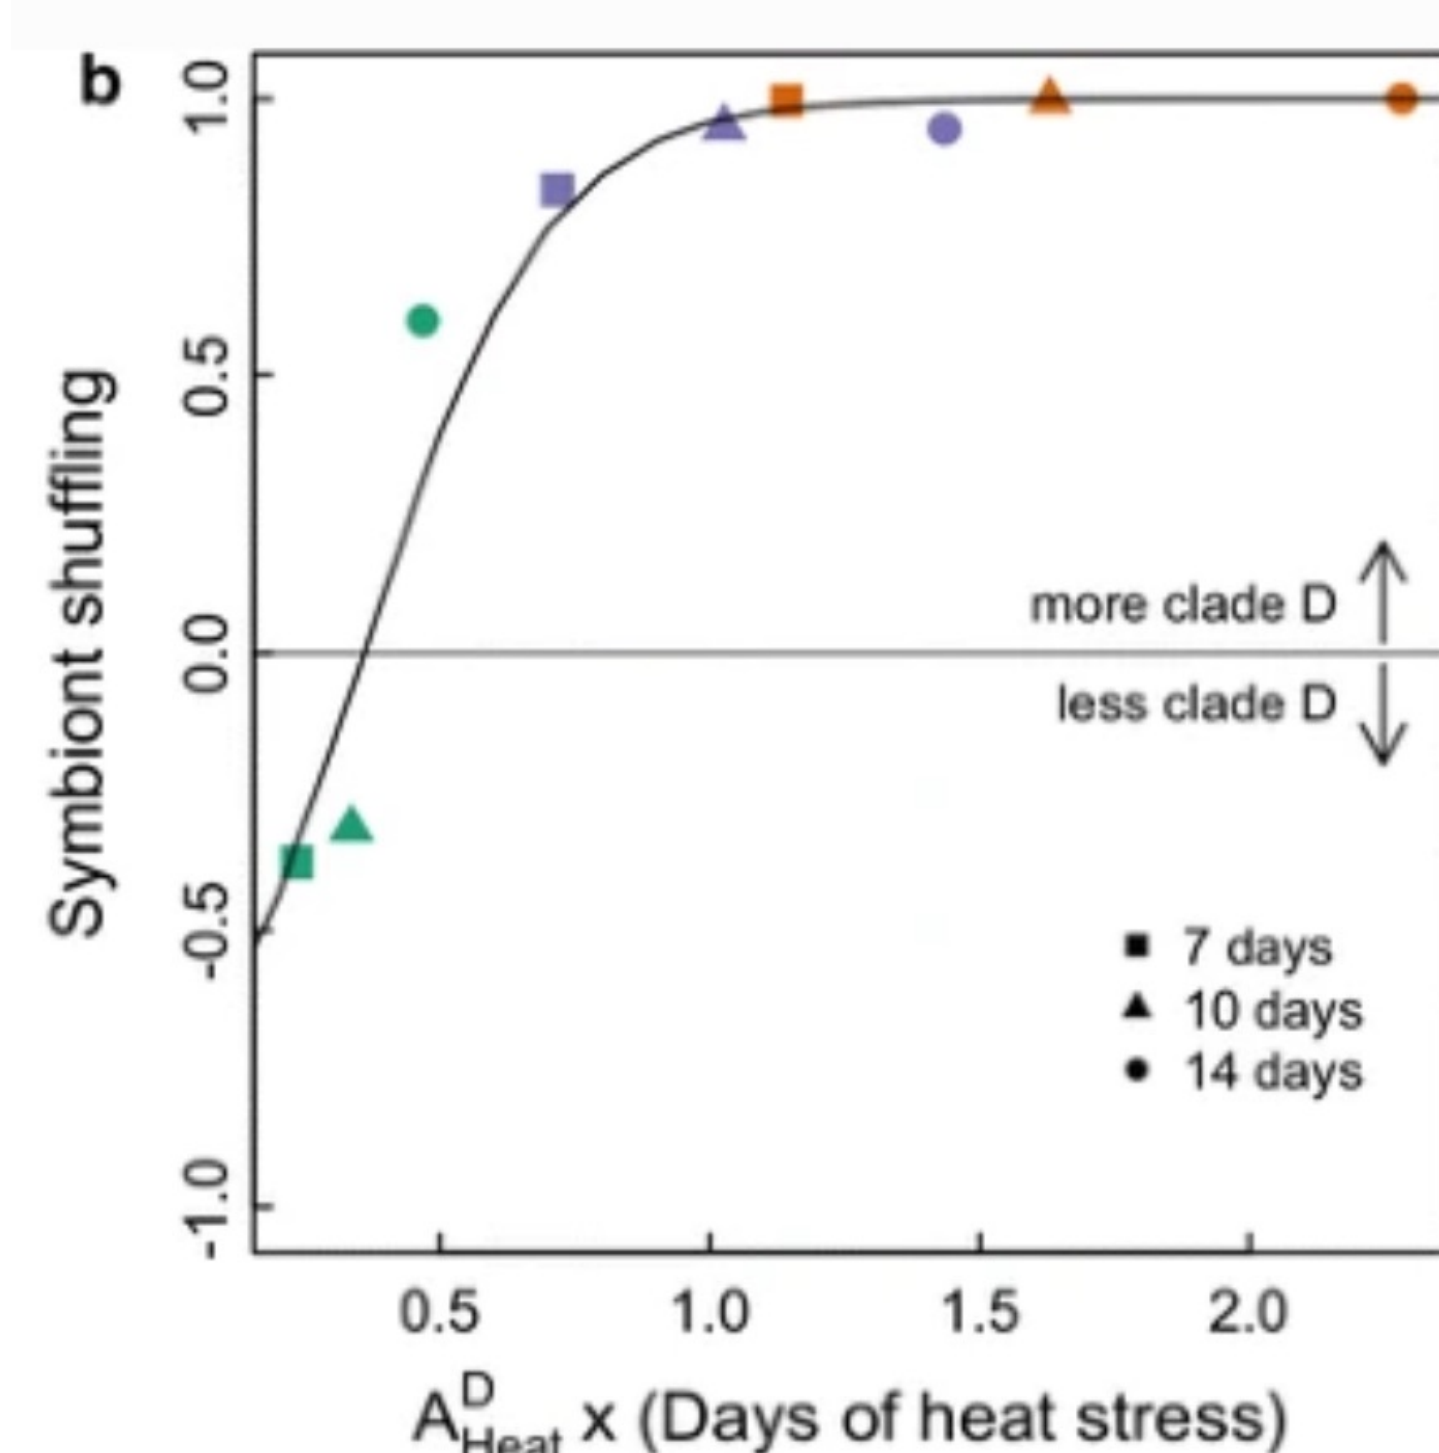 b
1.0
0.5
0.0
-0.5
-1.0
Symbiont shuffling
more clade D
less clade D
7 days
10 days
14 days
0.5 1.0 1.5 2.0
A^D_Heat x (Days of heat stress)